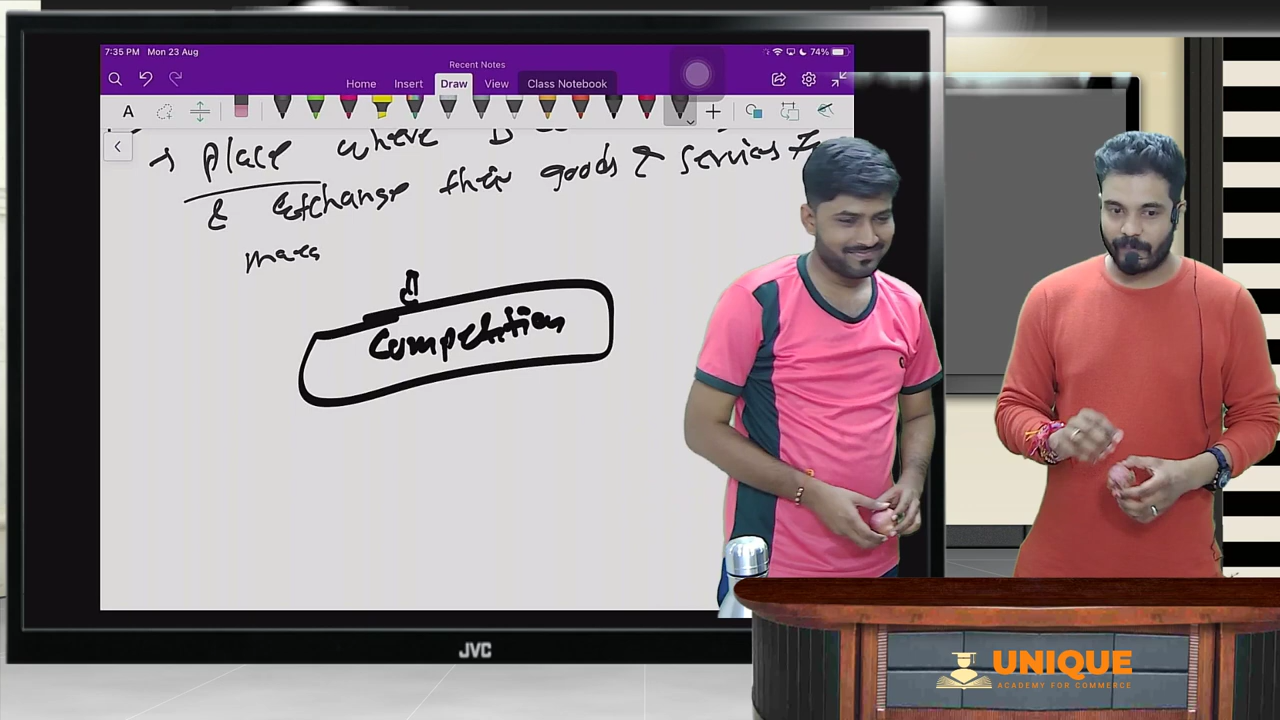 7:35 PM Mon 23 Aug
74%
Recent Notes
Home Insert Draw View Class Notebook
A
→ place where
& exchange their goods & services
Competition
JVC
UNIQUE
ACADEMY FOR COMMERCE